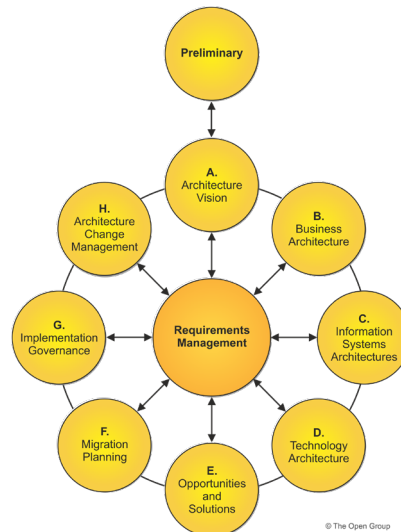 Preliminary
A.
Architecture
Vision
B.
Business
Architecture
C.
Information
Systems
Architectures
D.
Technology
Architecture
E.
Opportunities
and
Solutions
F.
Migration
Planning
G.
Implementation
Governance
H.
Architecture
Change
Management
Requirements
Management
© The Open Group